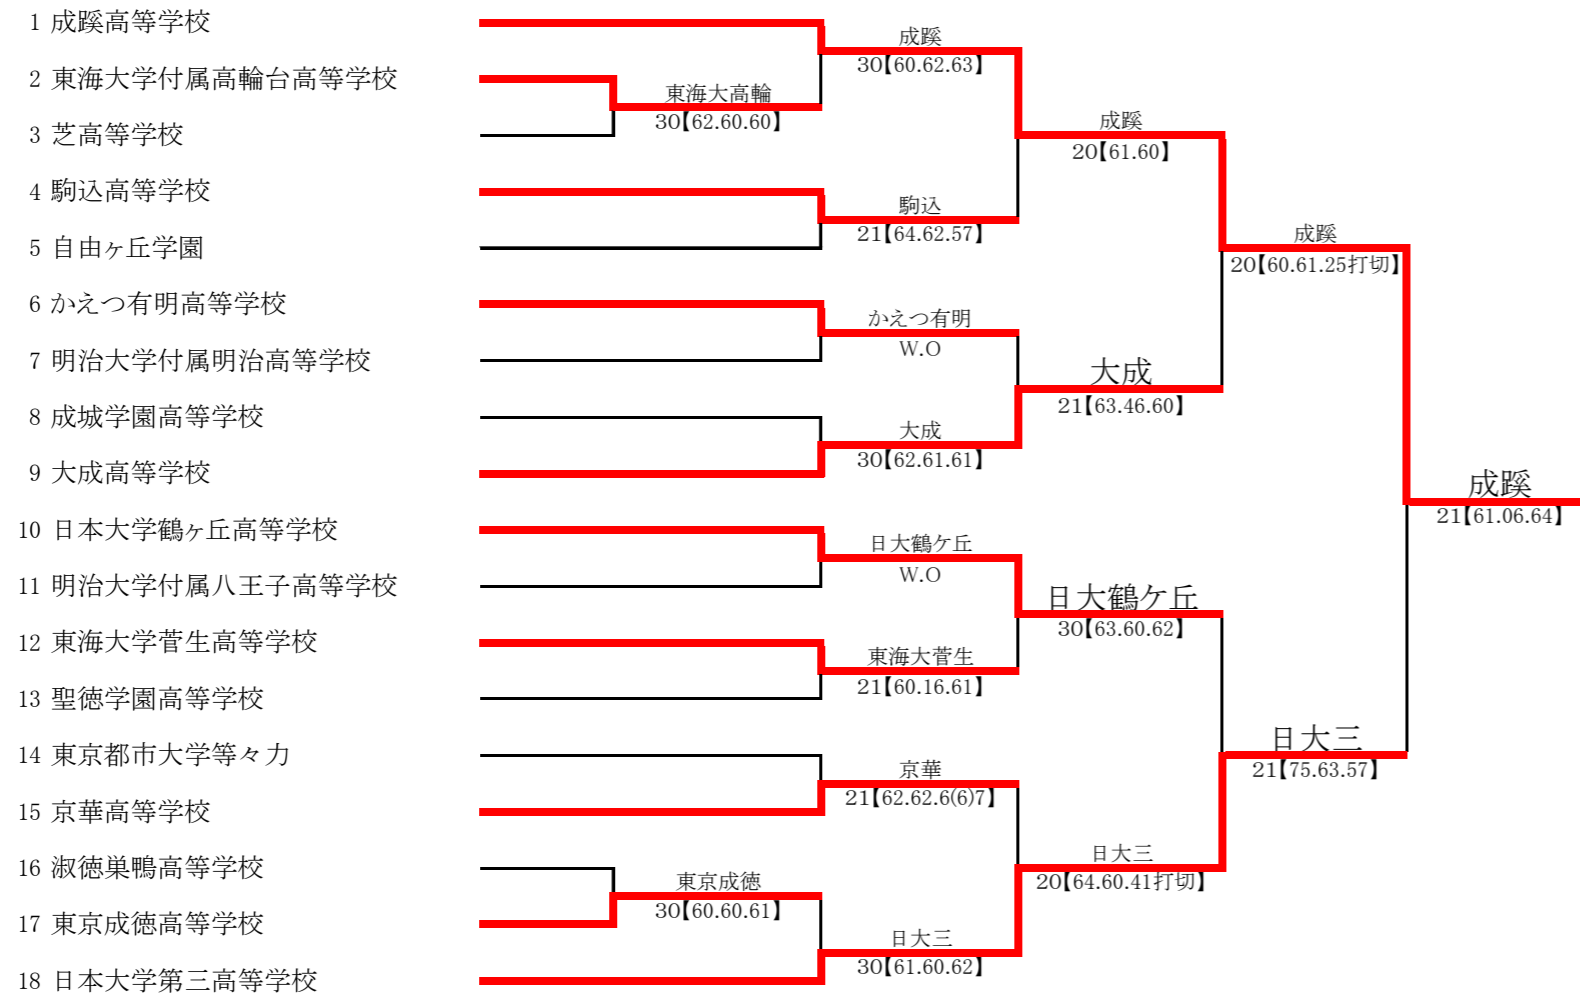 1 成蹊高等学校
2 東海大学付属高輪台高等学校
3 芝高等学校
4 駒込高等学校
5 自由ヶ丘学園
6 かえつ有明高等学校
7 明治大学付属明治高等学校
8 成城学園高等学校
9 大成高等学校
10 日本大学鶴ヶ丘高等学校
11 明治大学付属八王子高等学校
12 東海大学菅生高等学校
13 聖徳学園高等学校
14 東京都市大学等々力
15 京華高等学校
16 淑徳巣鴨高等学校
17 東京成徳高等学校
18 日本大学第三高等学校
東海大高輪
30【62.60.60】
東京成徳
30【60.60.61】
成蹊
30【60.62.63】
駒込
21【64.62.57】
かえつ有明
W.O
大成
30【62.61.61】
日大鶴ケ丘
W.O
東海大菅生
21【60.16.61】
京華
21【62.62.6(6)7】
日大三
30【61.60.62】
成蹊
20【61.60】
大成
21【63.46.60】
日大鶴ケ丘
30【63.60.62】
日大三
20【64.60.41打切】
成蹊
20【60.61.25打切】
日大三
21【75.63.57】
成蹊
21【61.06.64】